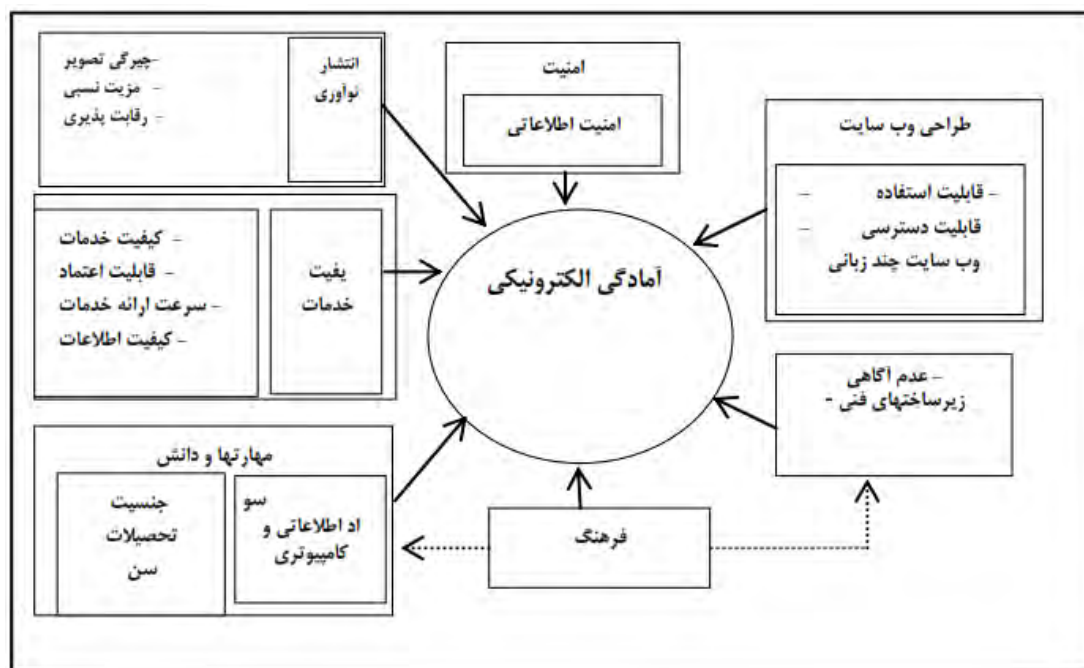 –چیرگی تصویر
– مزیت نسبی
– رقابت پذیری
انتشار
نوآوری
امنیت
امنیت اطلاعاتی
طراحی وب سایت
– قابلیت استفاده –
قابلیت دسترسی –
وب سایت چند زبانی
– کیفیت خدمات
– قابلیت اعتماد
– سرعت ارائه خدمات
– کیفیت اطلاعات
یفیت
خدمات
آمادگی الکترونیکی
– عدم آگاهی
زیرساختهای فنی -
مهارتها و دانش
جنسیت
تحصیلات
سن
سو
اد اطلاعاتی و
کامپیوتری
فرهنگ